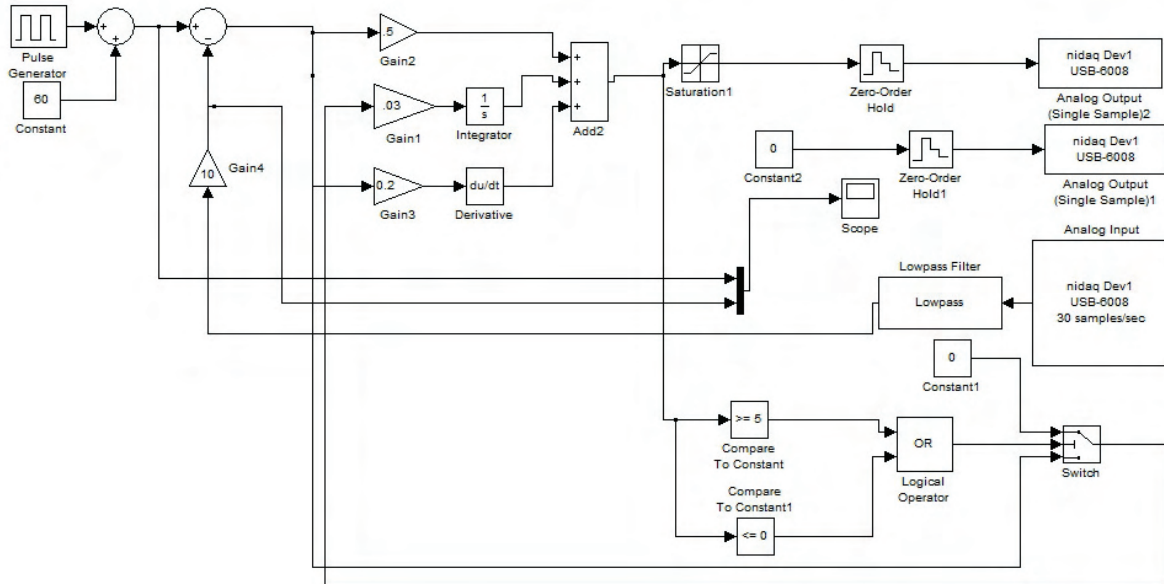 +
+
Pulse
Generator
60
Constant
+
−
10
Gain4
.5
Gain2
.03
Gain1
1
s
Integrator
0.2
Gain3
du/dt
Derivative
+
+
+
Add2
Saturation1
Zero-Order
Hold
nidaq Dev1
USB-6008
Analog Output
(Single Sample)2
0
Constant2
Zero-Order
Hold1
nidaq Dev1
USB-6008
Analog Output
(Single Sample)1
Scope
Analog Input
nidaq Dev1
USB-6008
30 samples/sec
Lowpass Filter
Lowpass
0
Constant1
>= 5
Compare
To Constant
Compare
To Constant1
<= 0
OR
Logical
Operator
Switch